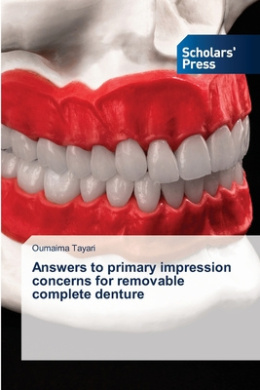 Scholars'
Press
Oumaima Tayari
Answers to primary impression
concerns for removable
complete denture